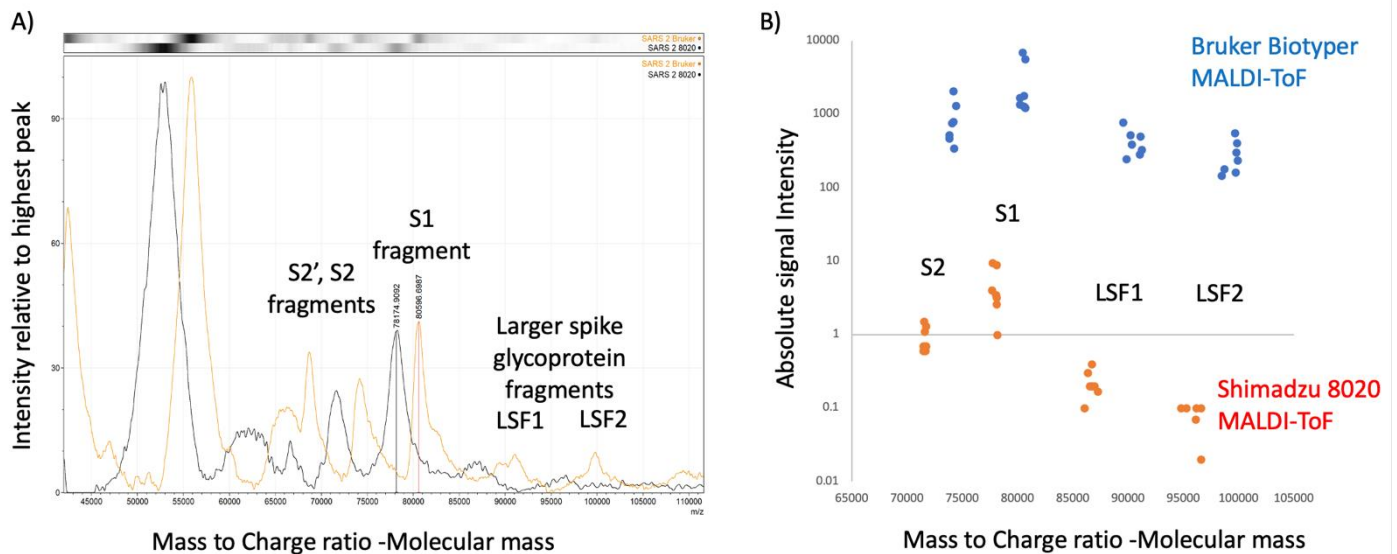 A)
SARS 2 Bruker
SARS 2 8020
SARS 2 Bruker
SARS 2 8020
Intensity relative to highest peak
90
60
30
0
S2’, S2
fragments
S1
fragment
78174.9092
80596.6987
Larger spike
glycoprotein
fragments
LSF1
LSF2
45000 50000 55000 60000 65000 70000 75000 80000 85000 90000 95000 100000 105000 110000
m/z
Mass to Charge ratio -Molecular mass
B)
Absolute signal Intensity
10000
1000
100
10
1
0.1
0.01
Bruker Biotyper
MALDI-ToF
S1
S2
LSF1
LSF2
Shimadzu 8020
MALDI-ToF
65000 70000 75000 80000 85000 90000 95000 100000 105000
Mass to Charge ratio -Molecular mass